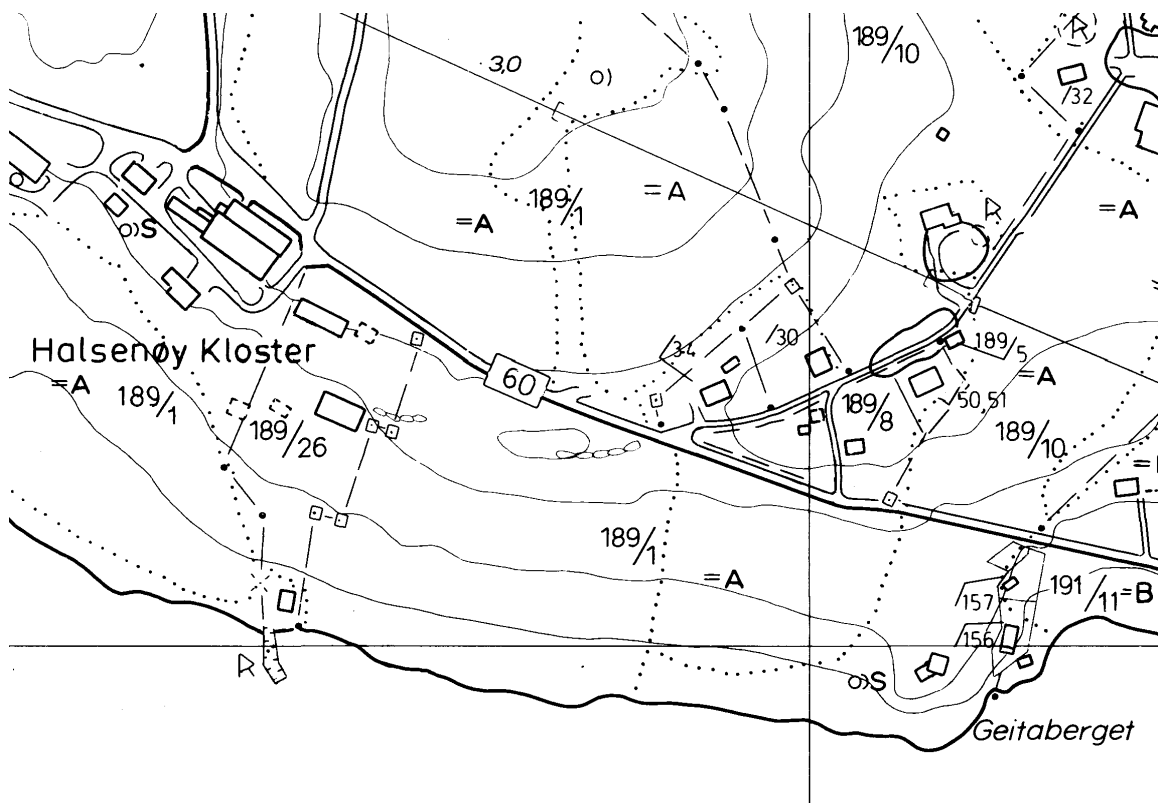 189/10
3,0
/32
189/1
=A
=A
=A
S
Halsenøy Kloster
=A
189/1
60
34
/30
189/5
=A
50,51
189/8
189/10
189/26
189/1
=A
157
191/11
=B
156
S
Geitaberget